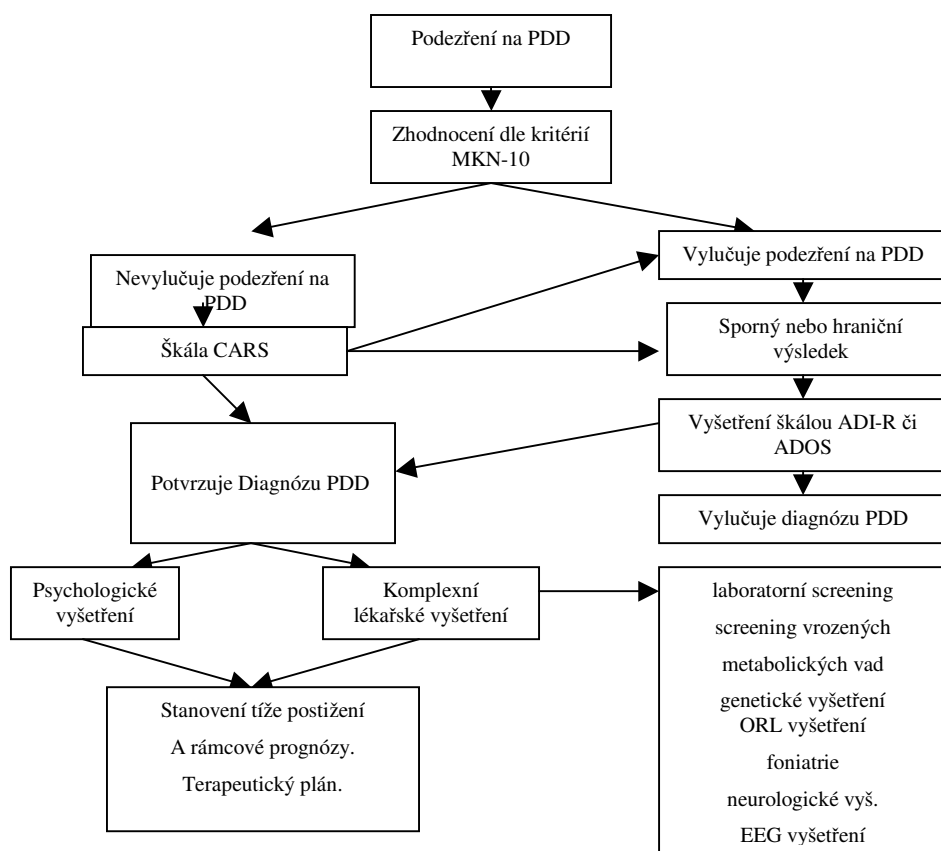 Podezření na PDD
Zhodnocení dle kritérií
MKN-10
Nevylučuje podezření na
PDD
Vylučuje podezření na PDD
Škála CARS
Sporný nebo hraniční
výsledek
Potvrzuje Diagnózu PDD
Vyšetření škálou ADI-R či
ADOS
Vylučuje diagnózu PDD
Psychologické
vyšetření
Komplexní
lékařské vyšetření
laboratorní screening
screening vrozených
metabolických vad
genetické vyšetření
ORL vyšetření
foniatrie
neurologické vyš.
EEG vyšetření
Stanovení tíže postižení
A rámcové prognózy.
Terapeutický plán.